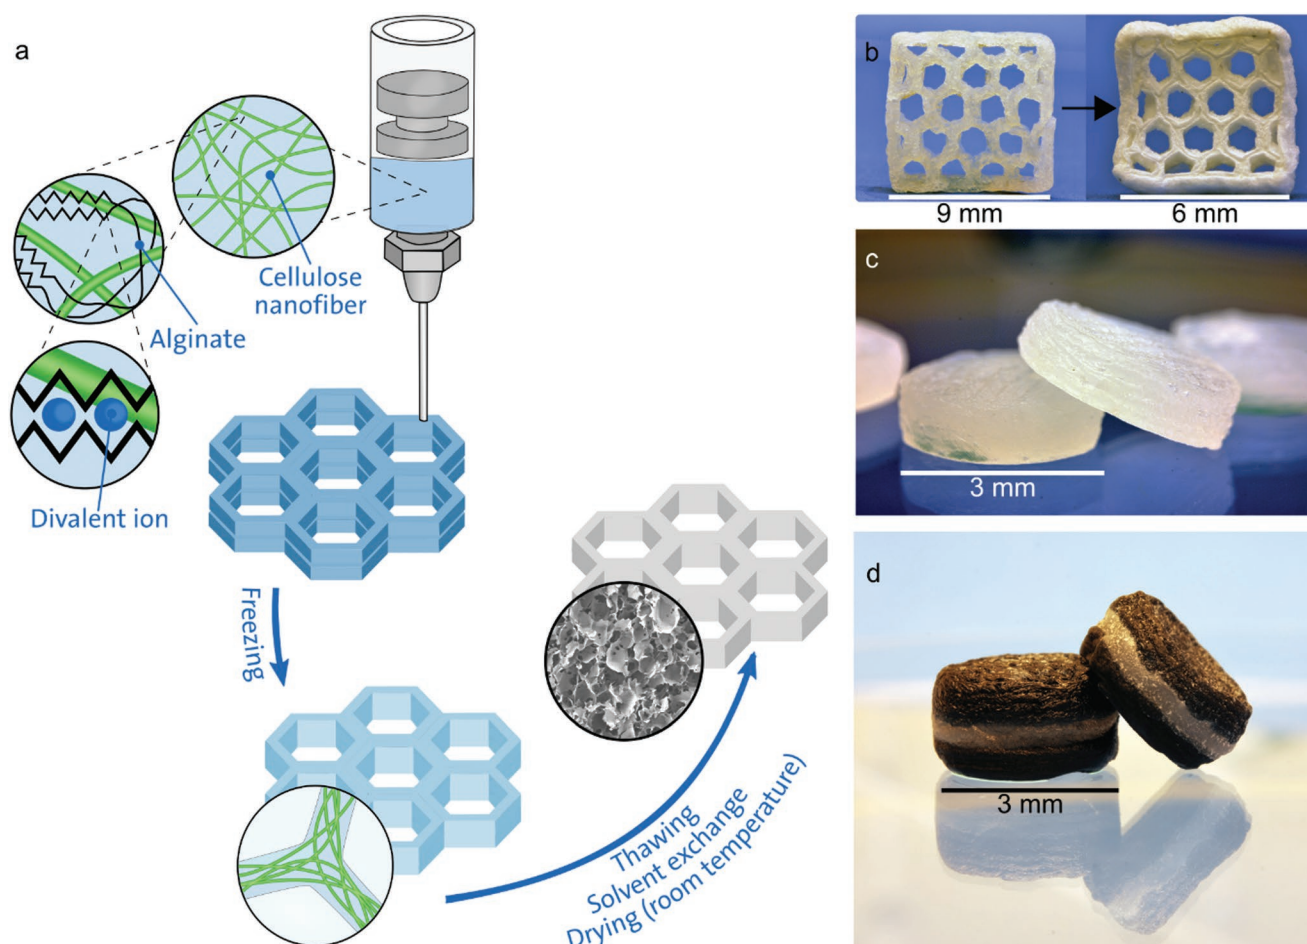 a
Cellulose
nanofiber
Alginate
Divalent ion
Freezing
Thawing
Solvent exchange
Drying (room temperature)
b
9 mm
6 mm
c
3 mm
d
3 mm